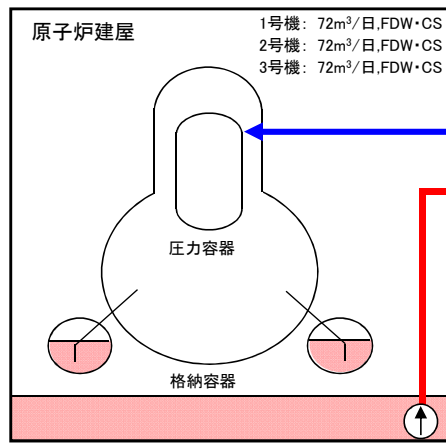 原子炉建屋
1号機: 72m³/日,FDW・CS
2号機: 72m³/日,FDW・CS
3号機: 72m³/日,FDW・CS
圧力容器
格納容器